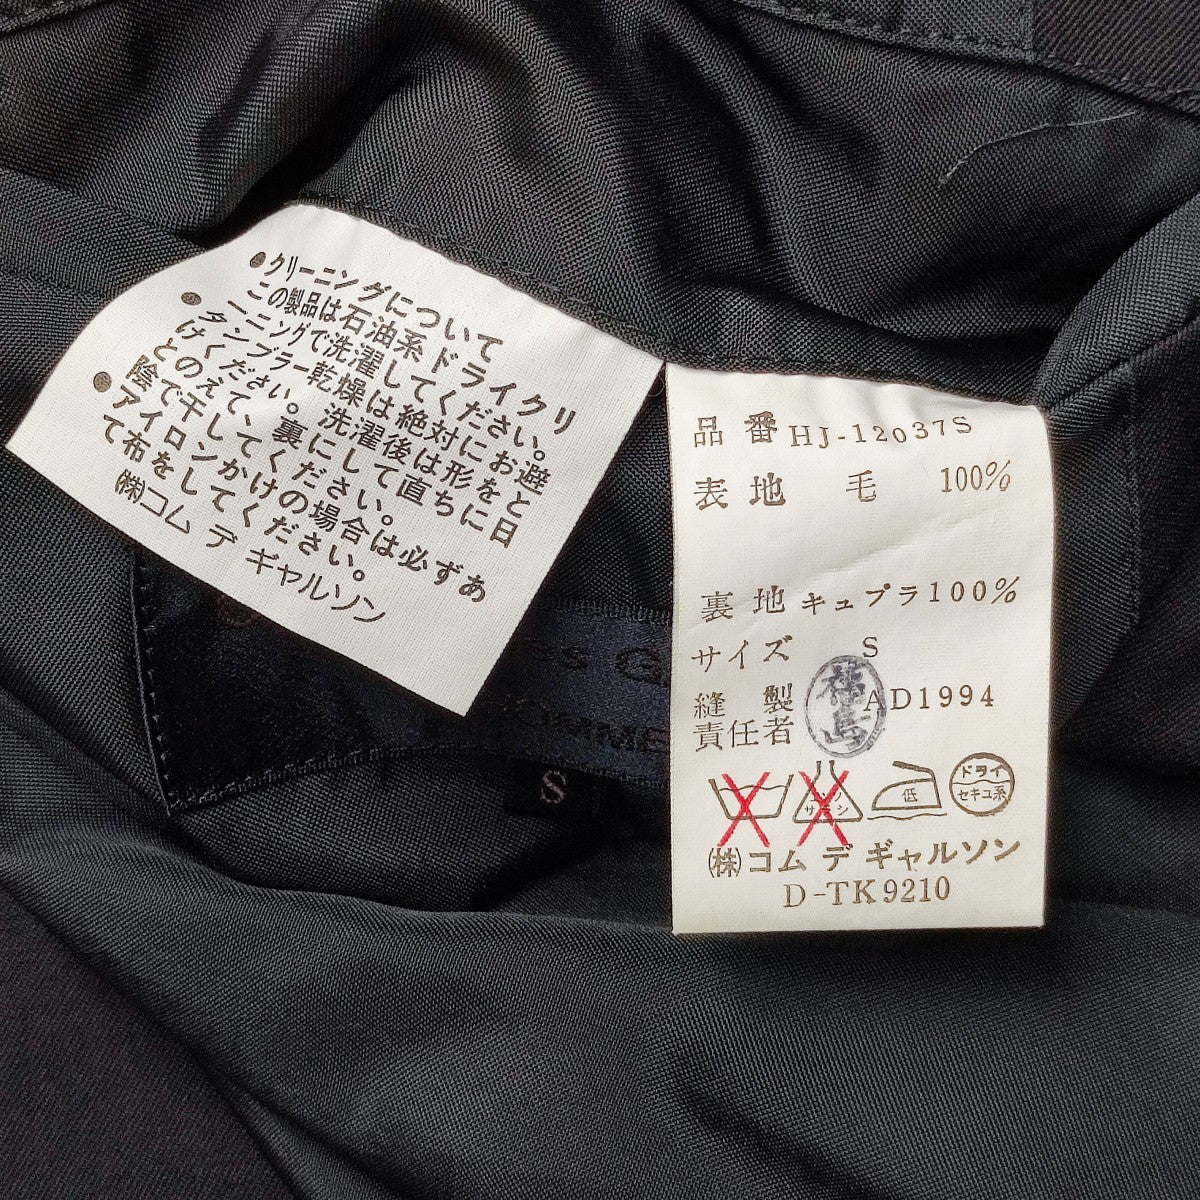 ●クリーニングについて
この製品は石油系ドライクリ
ーニングで洗濯してください。
●タンブラー乾燥は絶対にお避
けください。洗濯後は形をと
とのえて、裏にして直ちに日
陰で干してください。
●アイロンかけの場合は必ずあ
て布をしてください。
㈱コム デ ギャルソン
品番 HJ-12037S
表地 毛 100%
裏地 キュプラ100%
サイズ S
縫製 AD1994
責任者
福島
低
ドライ
セキユ系
㈱コム デ ギャルソン
D-TK9210
ES G
HOMME
S